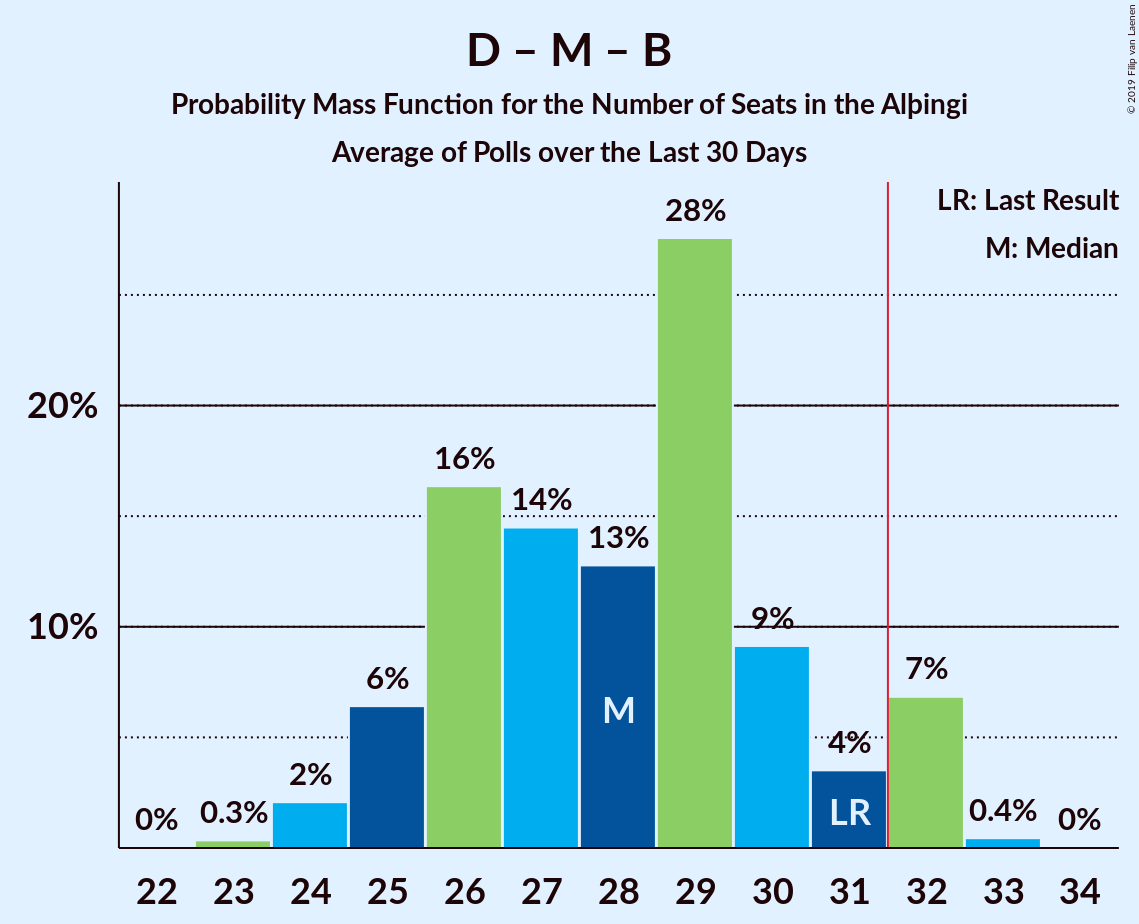 D – M – B
Probability Mass Function for the Number of Seats in the Alþingi
Average of Polls over the Last 30 Days
© 2019 Filip van Laenen
LR: Last Result
M: Median
28%
20%
16%
14%
13%
10%
9%
7%
6%
4%
2%
0%
0.3%
0.4%
0%
M
LR
22 23 24 25 26 27 28 29 30 31 32 33 34